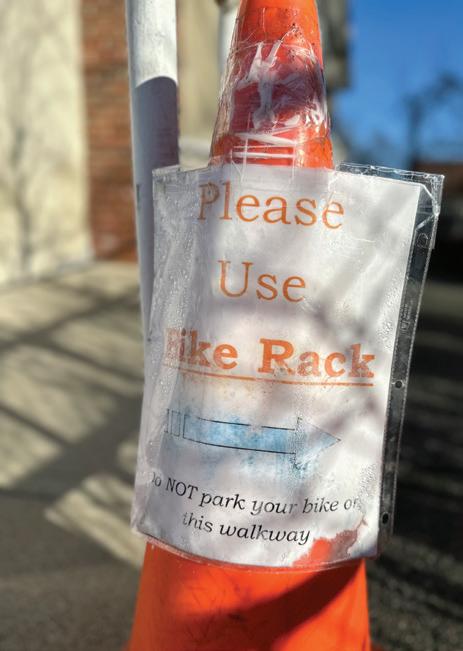 Please
Use
Bike Rack
Do NOT park your bike on
this walkway